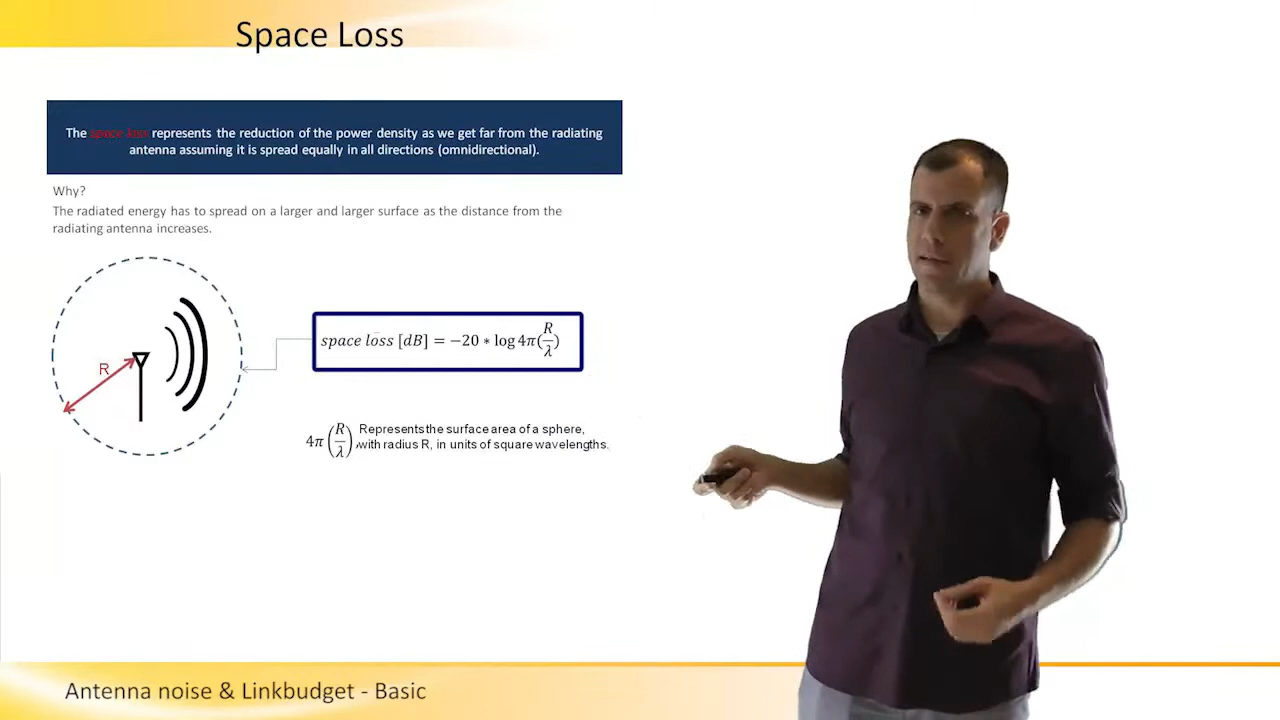 Space Loss
The space loss represents the reduction of the power density as we get far from the radiating
antenna assuming it is spread equally in all directions (omnidirectional).
Why?
The radiated energy has to spread on a larger and larger surface as the distance from the
radiating antenna increases.
R
space loss [dB] = −20 ∗ log 4π(R/λ)
4π(R/λ) Represents the surface area of a sphere,
with radius R, in units of square wavelengths.
Antenna noise & Linkbudget - Basic